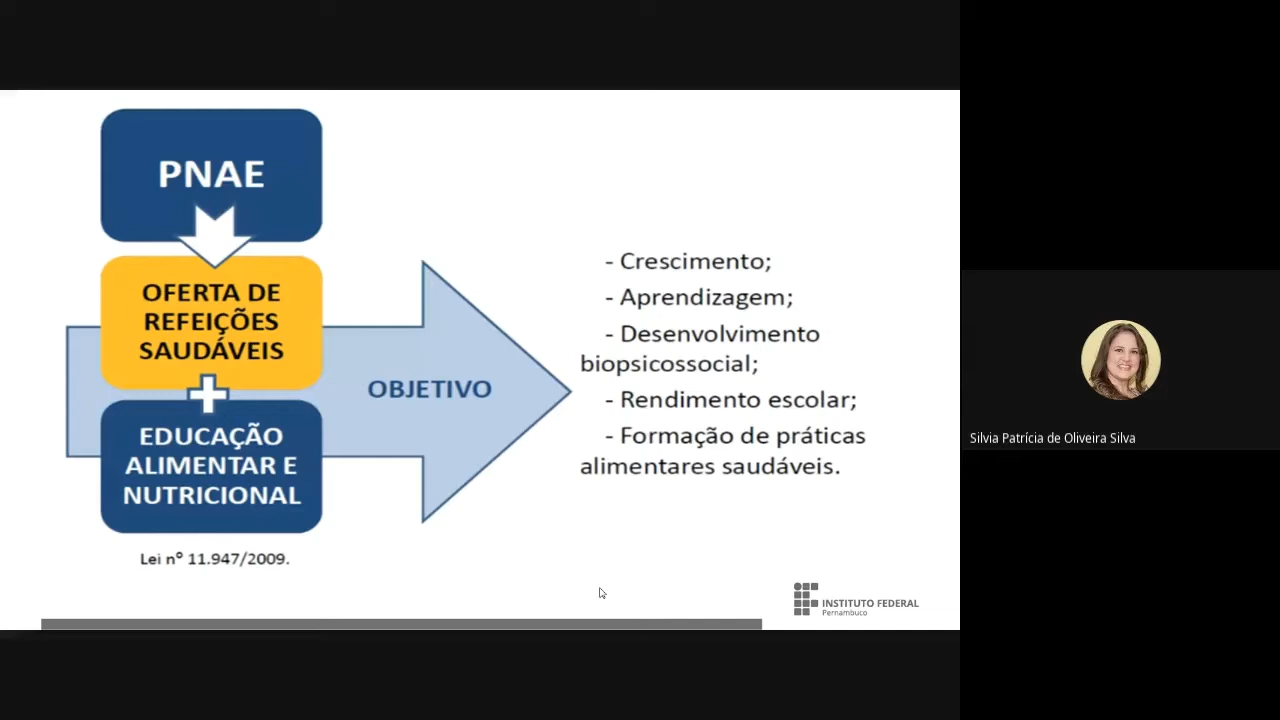 PNAE
OFERTA DE
REFEIÇÕES
SAUDÁVEIS
EDUCAÇÃO
ALIMENTAR E
NUTRICIONAL
Lei nº 11.947/2009.
OBJETIVO
- Crescimento;
- Aprendizagem;
- Desenvolvimento
biopsicossocial;
- Rendimento escolar;
- Formação de práticas
alimentares saudáveis.
INSTITUTO FEDERAL
Pernambuco
Silvia Patrícia de Oliveira Silva